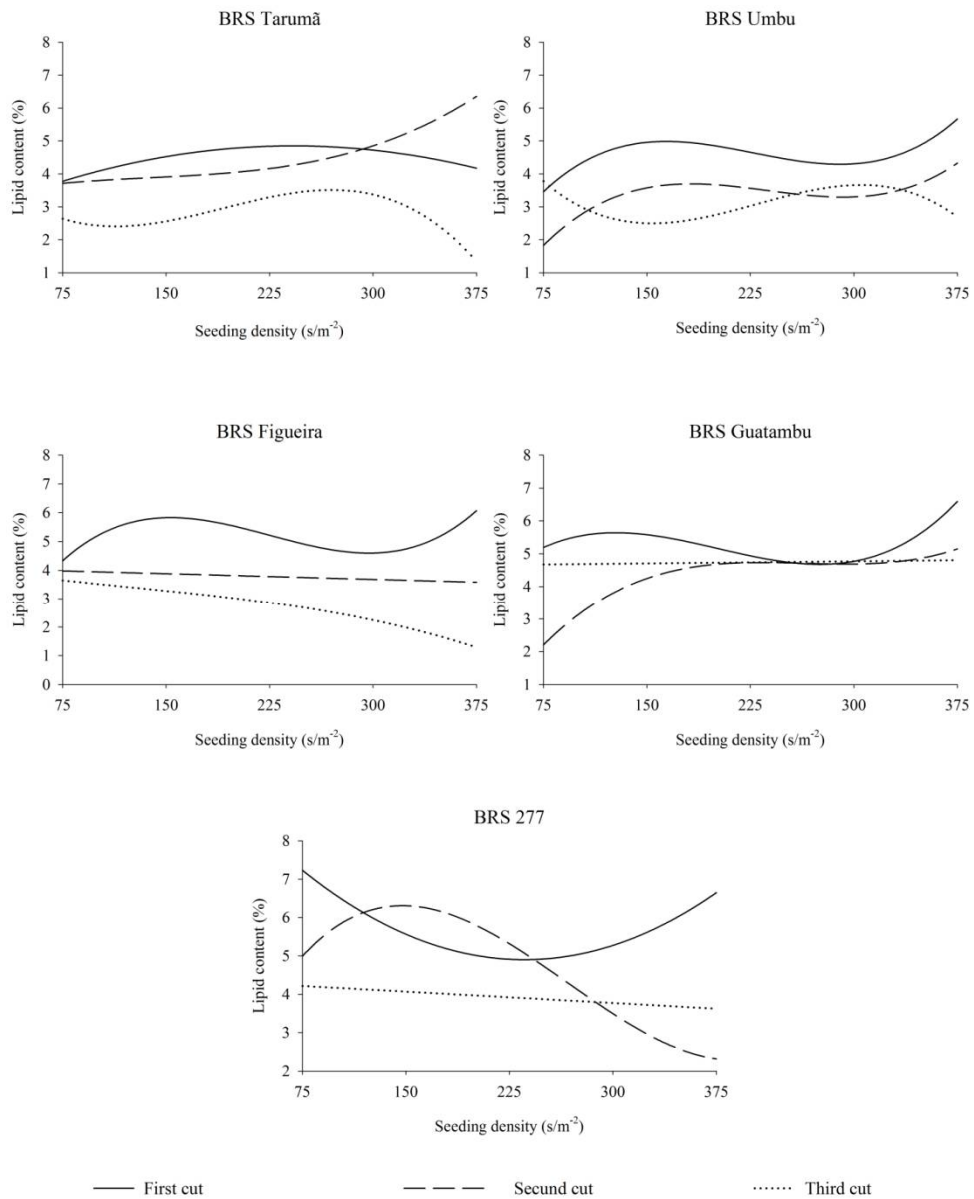 BRS Tarumã
8
7
6
5
4
3
2
1
Lipid content (%)
75 150 225 300 375
Seeding density (s/m⁻²)
BRS Umbu
8
7
6
5
4
3
2
1
Lipid content (%)
75 150 225 300 375
Seeding density (s/m⁻²)
BRS Figueira
8
7
6
5
4
3
2
1
0
Lipid content (%)
75 150 225 300 375
Seeding density (s/m⁻²)
BRS Guatambu
8
7
6
5
4
3
2
1
Lipid content (%)
75 150 225 300 375
Seeding density (s/m⁻²)
BRS 277
8
7
6
5
4
3
2
Lipid content (%)
75 150 225 300 375
Seeding density (s/m⁻²)
First cut Second cut Third cut